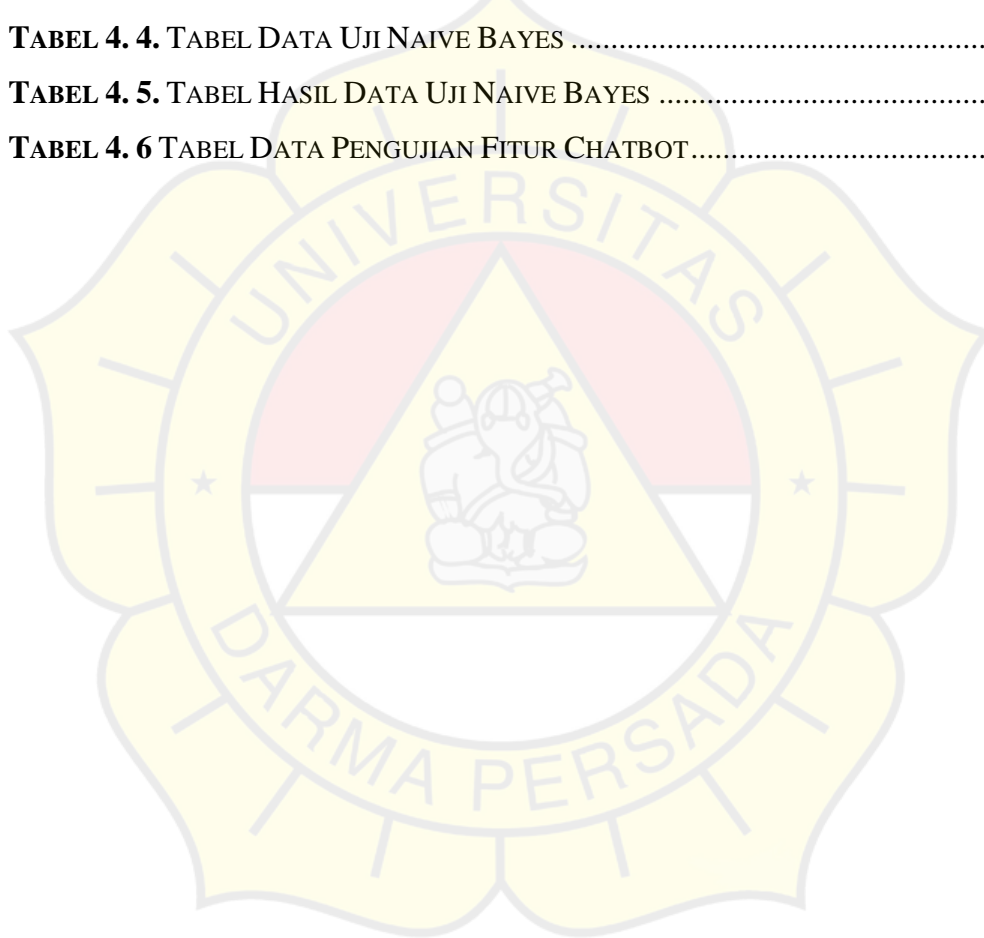 TABEL 4. 4. TABEL DATA UJI NAIVE BAYES ................................................
TABEL 4. 5. TABEL HASIL DATA UJI NAIVE BAYES ......................................
TABEL 4. 6 TABEL DATA PENGUJIAN FITUR CHATBOT..................................
UNIVERSITAS
DARMA PERSADA